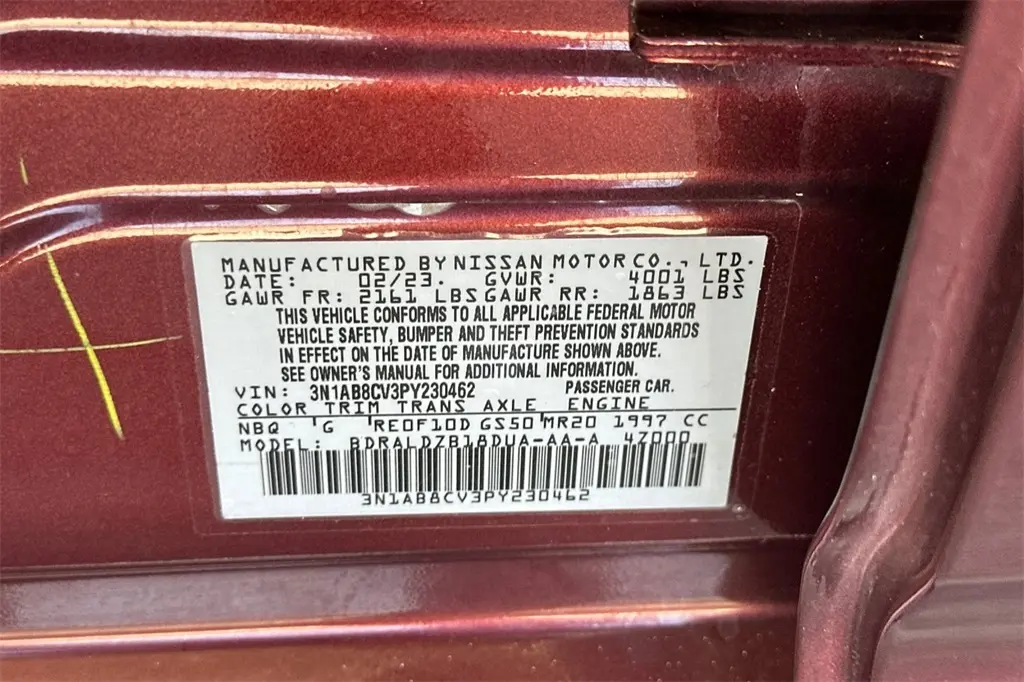 MANUFACTURED BY NISSAN MOTOR CO., LTD.
DATE: 02/23. GVWR: 4001 LBS
GAWR FR: 2161 LBS GAWR RR: 1863 LBS
THIS VEHICLE CONFORMS TO ALL APPLICABLE FEDERAL MOTOR
VEHICLE SAFETY, BUMPER AND THEFT PREVENTION STANDARDS
IN EFFECT ON THE DATE OF MANUFACTURE SHOWN ABOVE.
SEE OWNER'S MANUAL FOR ADDITIONAL INFORMATION.
VIN: 3N1AB8CV3PY230462 PASSENGER CAR.
COLOR TRIM TRANS AXLE ENGINE
NBQ G RE0F10D GS50 MR20 1997 CC
MODEL: BDRALDZB18DUA-AA-A 4Z000
3N1AB8CV3PY230462